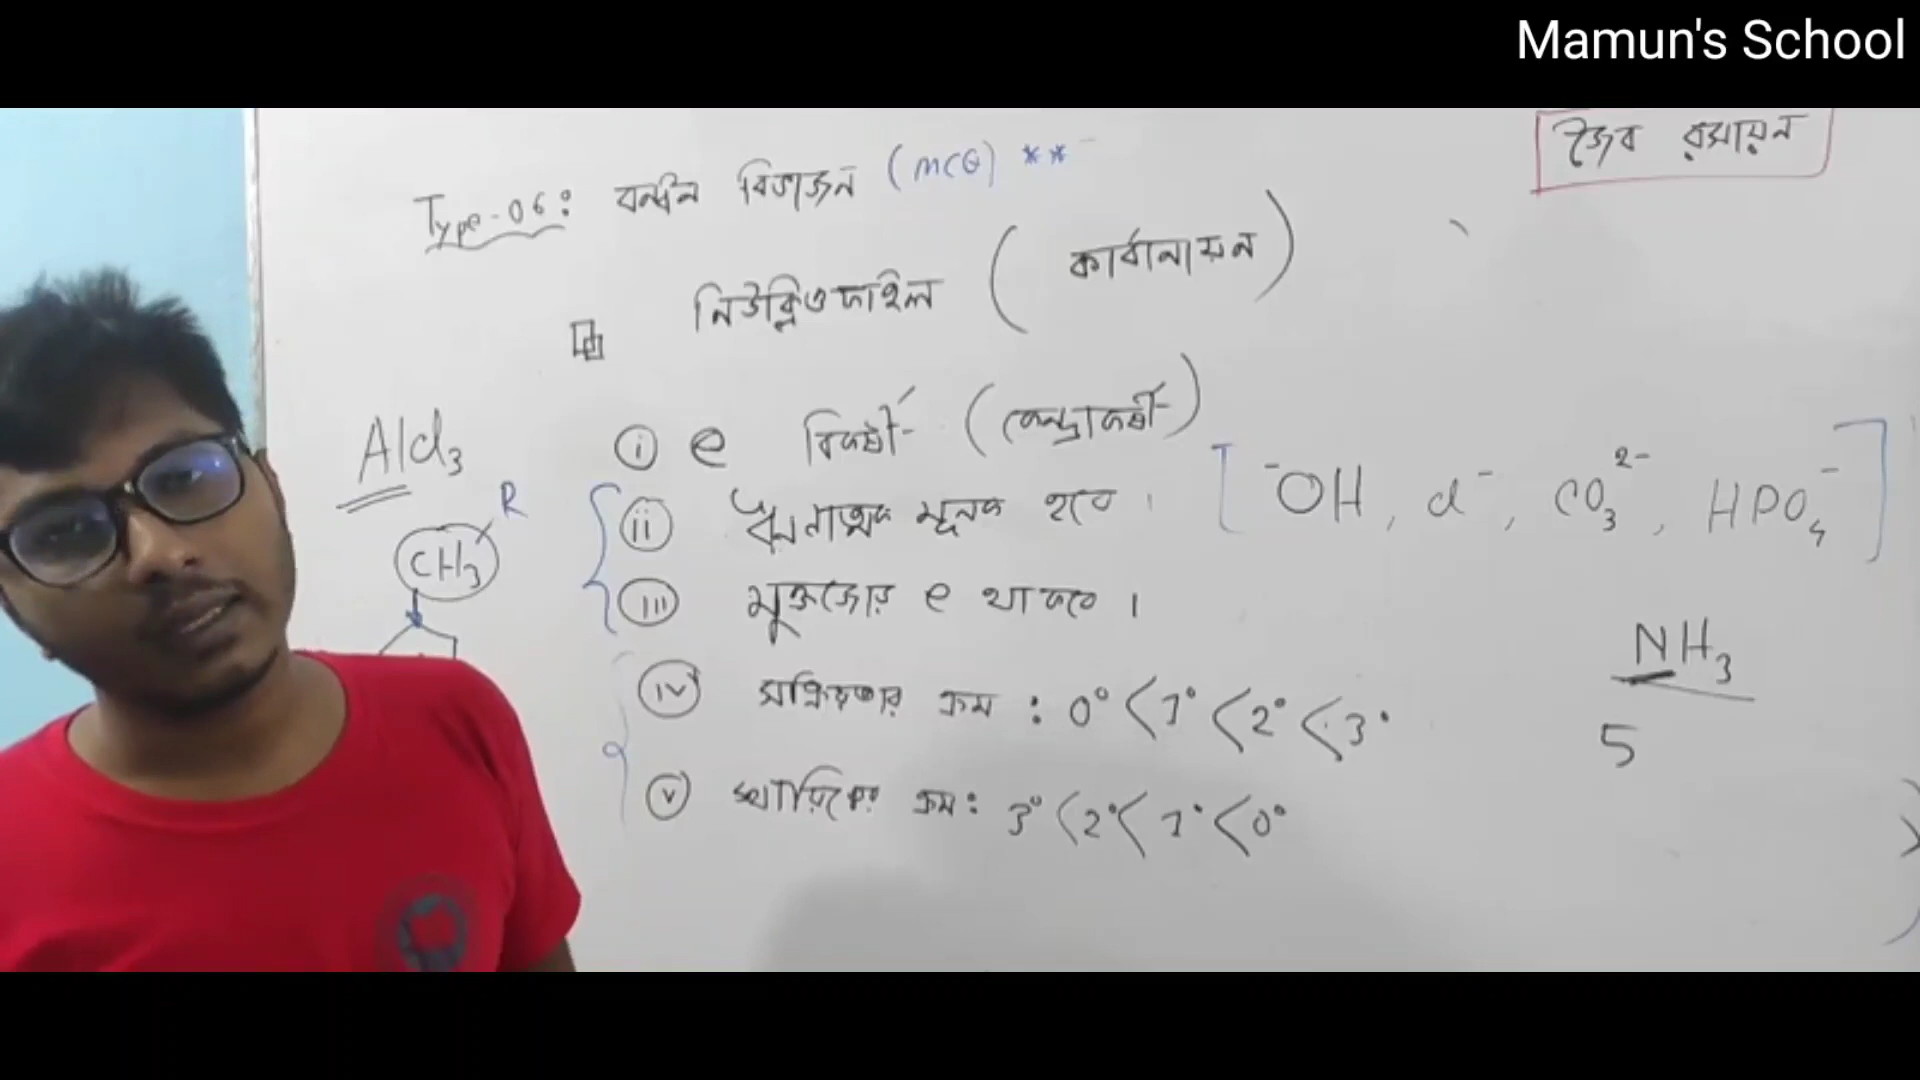 Mamun's School
জৈব রসায়ন
Type-06: বন্ধন বিভাজন (MCQ) **
নিউক্লিওফাইল (কার্বানায়ন)
AlCl₃
i e বিকর্ষী (কেন্দ্রাকর্ষী)
R
CH₃
ii ঋণাত্মক মূলক হবে । [⁻OH, Cl⁻, CO₃²⁻, HPO₄⁻]
iii মুক্তজোর e থাকবে ।
NH₃
iv সক্রিয়তার ক্রম : 0° < 1° < 2° < 3°
5
v স্থায়িত্বের ক্রম: 3° < 2° < 1° < 0°